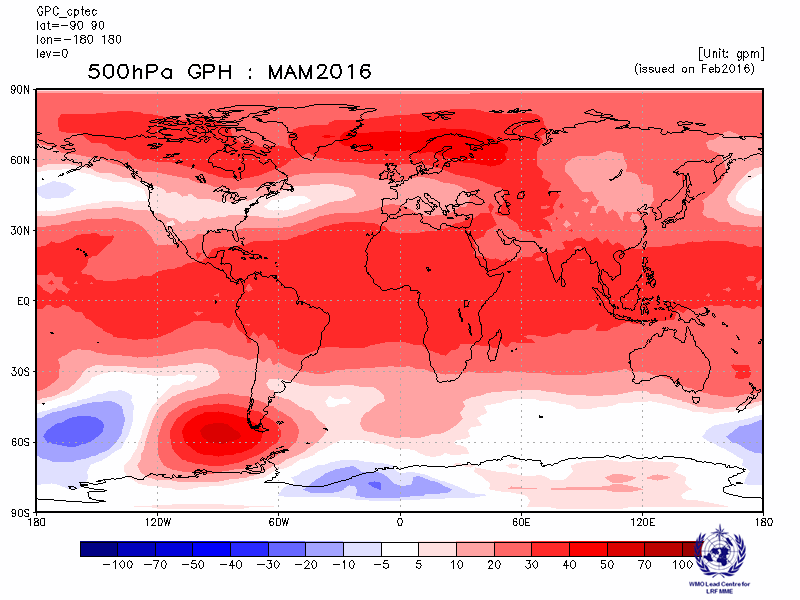 GPC_cptec
lat=-90 90
lon=-180 180
lev=0
500hPa GPH : MAM2016
[Unit: gpm]
(issued on Feb2016)
90N
60N
30N
EQ
30S
60S
90S
180 120W 60W 0 60E 120E 180
-100 -70 -50 -40 -30 -20 -10 -5 5 10 20 30 40 50 70 100
WMO Lead Centre for
LRF MME